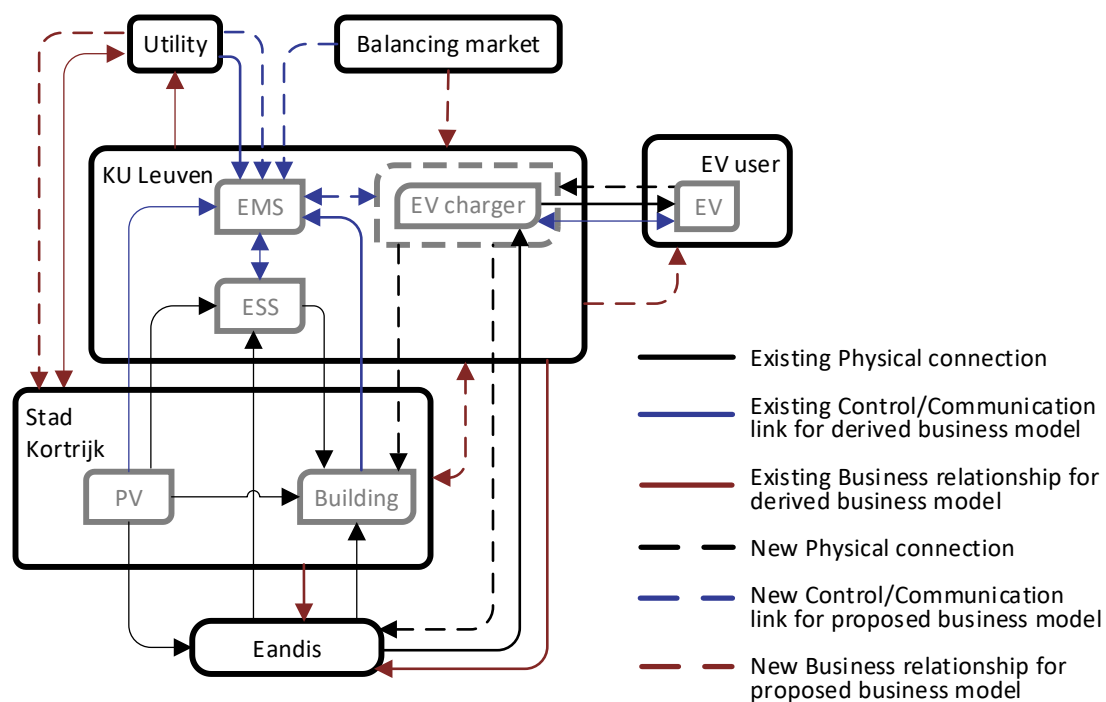 Utility
Balancing market
KU Leuven
EV user
EMS
EV charger
EV
ESS
Stad
Kortrijk
PV
Building
Eandis
Existing Physical connection
Existing Control/Communication
link for derived business model
Existing Business relationship for
derived business model
New Physical connection
New Control/Communication
link for proposed business model
New Business relationship for
proposed business model